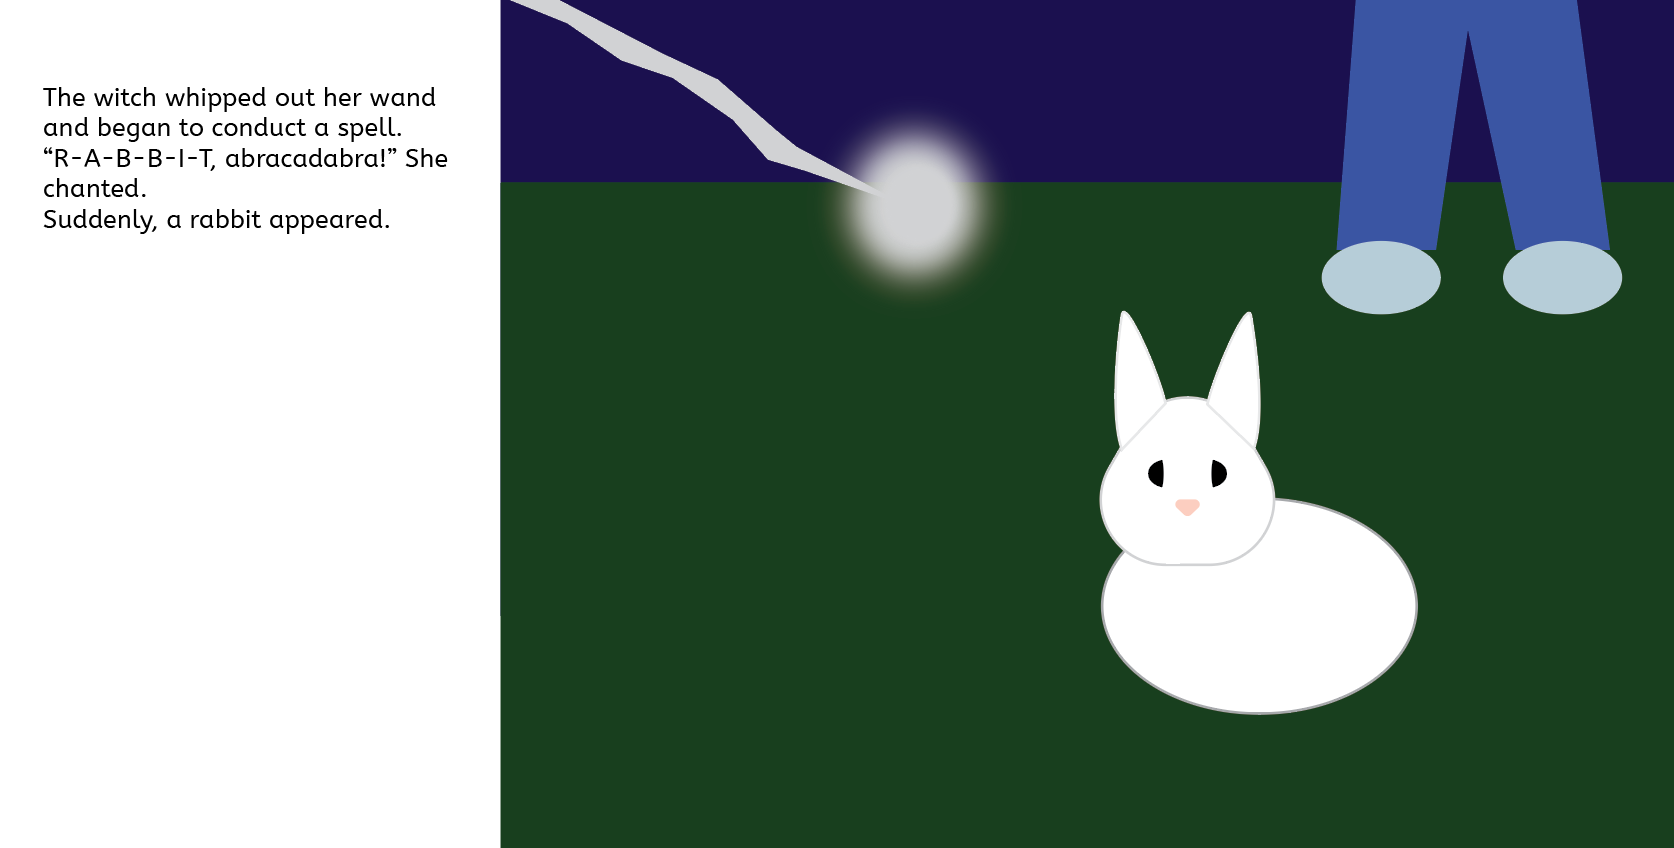 The witch whipped out her wand
and began to conduct a spell.
“R-A-B-B-I-T, abracadabra!” She
chanted.
Suddenly, a rabbit appeared.